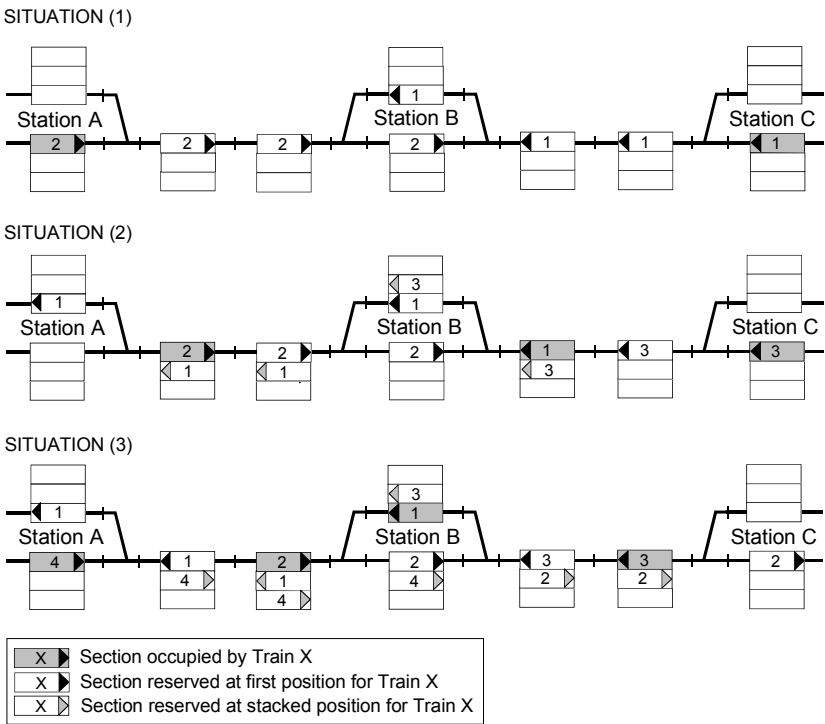 SITUATION (1)
1
Station A Station B Station C
2 2 2 2 1 1 1
SITUATION (2)
3
1 1
Station A Station B Station C
2 2 2 1 3 3
1 1 3
SITUATION (3)
3
1 1
Station A Station B Station C
4 1 2 2 3 3 2
4 1 4 2 2
4
X Section occupied by Train X
X Section reserved at first position for Train X
X Section reserved at stacked position for Train X